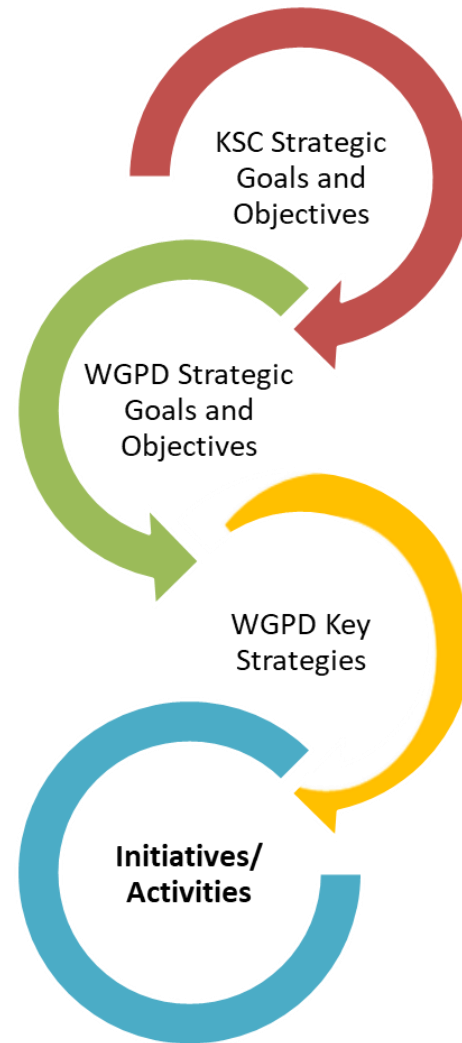 KSC Strategic
Goals and
Objectives
WGPD Strategic
Goals and
Objectives
WGPD Key
Strategies
Initiatives/
Activities